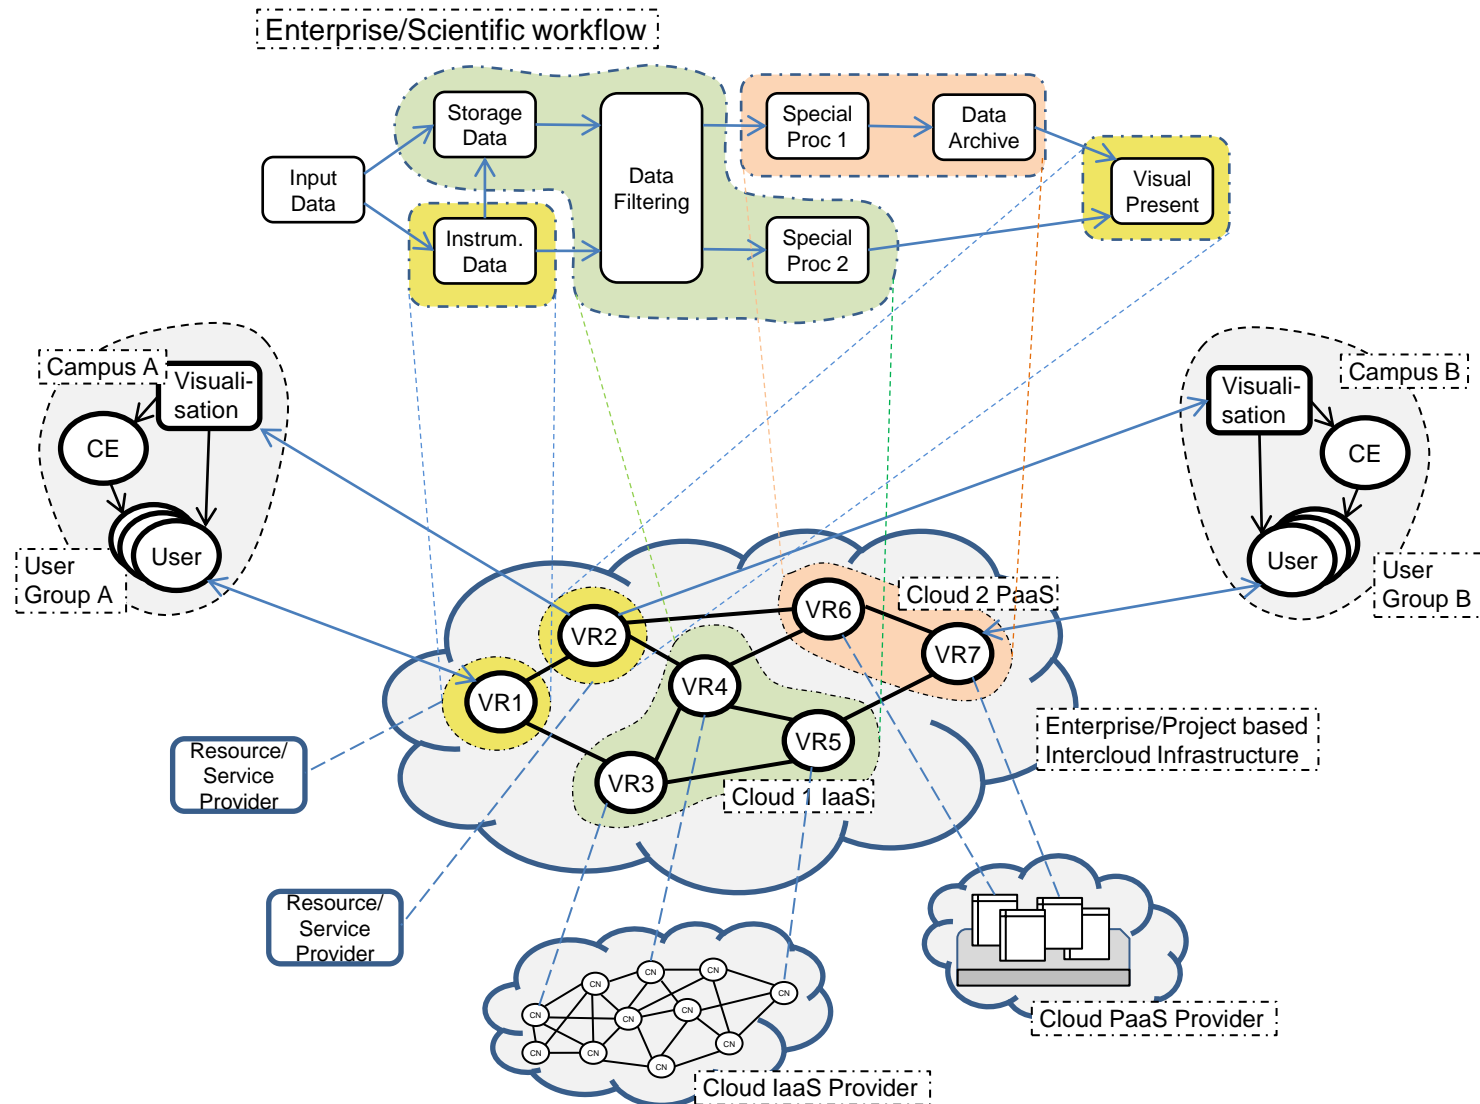 Enterprise/Scientific workflow
Storage
Data
Special
Proc 1
Data
Archive
Input
Data
Data
Filtering
Visual
Present
Instrum.
Data
Special
Proc 2
Campus A
Visuali-
sation
CE
User
User
Group A
Campus B
Visuali-
sation
CE
User
User
Group B
VR6
Cloud 2 PaaS
VR2
VR7
VR4
VR1
VR5
VR3
Cloud 1 IaaS
Enterprise/Project based
Intercloud Infrastructure
Resource/
Service
Provider
Resource/
Service
Provider
CN
CN
CN
CN
CN
CN
CN
CN
CN
CN
CN
CN
Cloud IaaS Provider
Cloud PaaS Provider